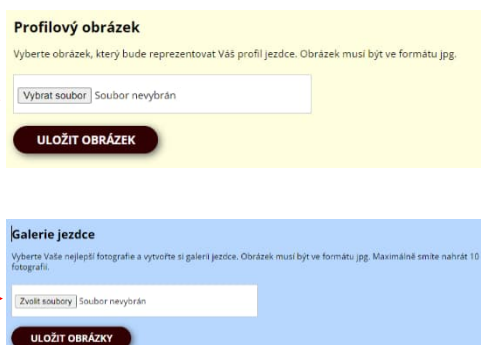 Profilový obrázek
Vyberte obrázek, který bude reprezentovat Váš profil jezdce. Obrázek musí být ve formátu jpg.
Vybrat soubor Soubor nevybrán
ULOŽIT OBRÁZEK
Galerie jezdce
Vyberte Vaše nejlepší fotografie a vytvořte si galerii jezdce. Obrázek musí být ve formátu jpg. Maximálně smíte nahrát 10
fotografií.
Zvolit soubory Soubor nevybrán
ULOŽIT OBRÁZKY